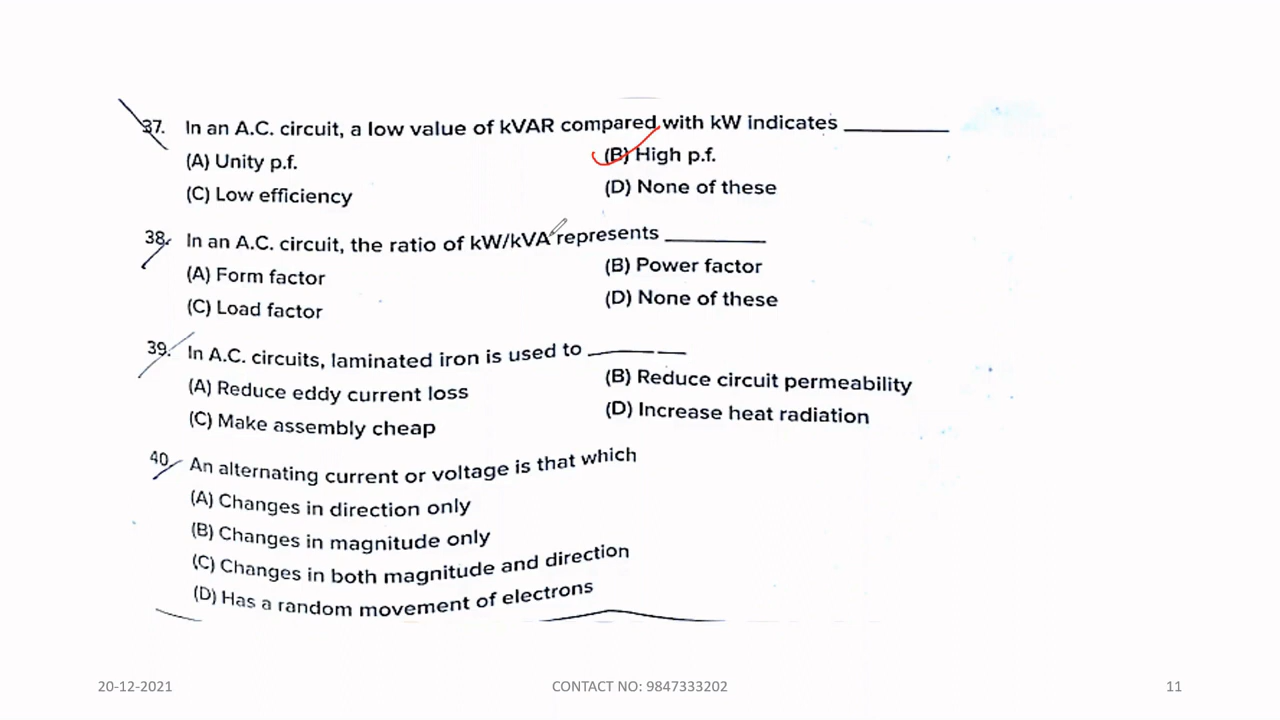 37. In an A.C. circuit, a low value of kVAR compared with kW indicates ________
(A) Unity p.f. (B) High p.f.
(C) Low efficiency (D) None of these
38. In an A.C. circuit, the ratio of kW/kVA represents ________
(A) Form factor (B) Power factor
(C) Load factor (D) None of these
39. In A.C. circuits, laminated iron is used to ________
(A) Reduce eddy current loss (B) Reduce circuit permeability
(C) Make assembly cheap (D) Increase heat radiation
40. An alternating current or voltage is that which
(A) Changes in direction only
(B) Changes in magnitude only
(C) Changes in both magnitude and direction
(D) Has a random movement of electrons
20-12-2021 CONTACT NO: 9847333202 11